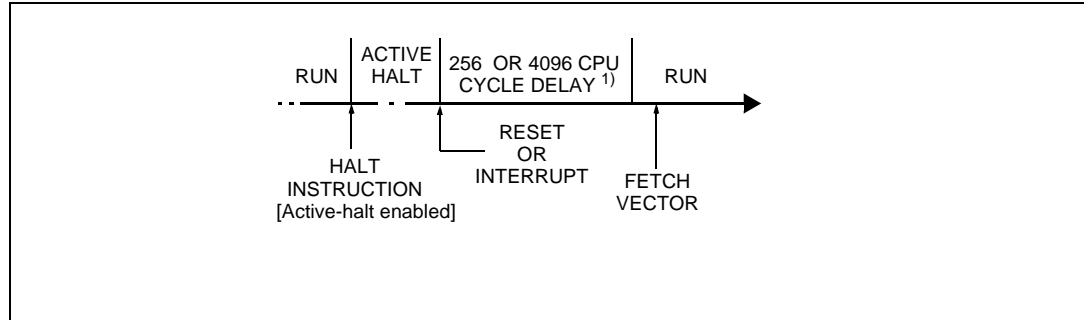 RUN
ACTIVE
HALT
256 OR 4096 CPU
CYCLE DELAY 1)
RUN
HALT
INSTRUCTION
[Active-halt enabled]
RESET
OR
INTERRUPT
FETCH
VECTOR